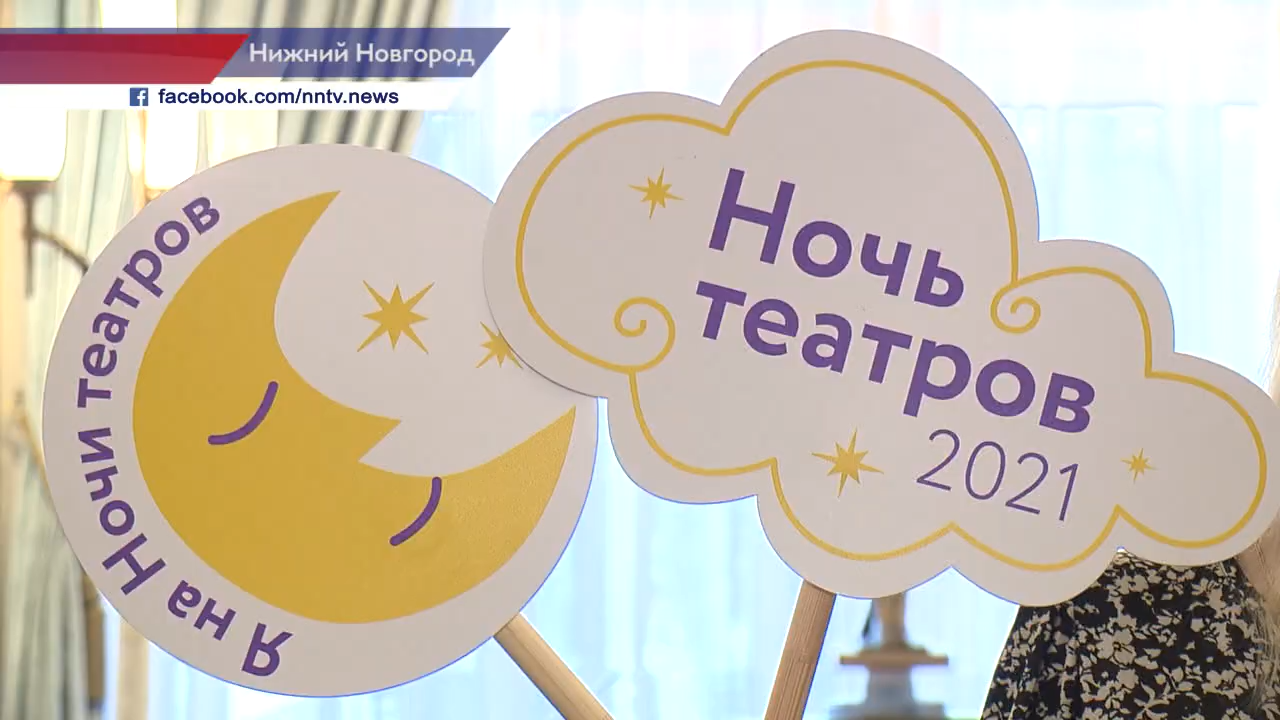 Нижний Новгород
facebook.com/nntv.news
Я на Ночи театров
Ночь
театров
2021